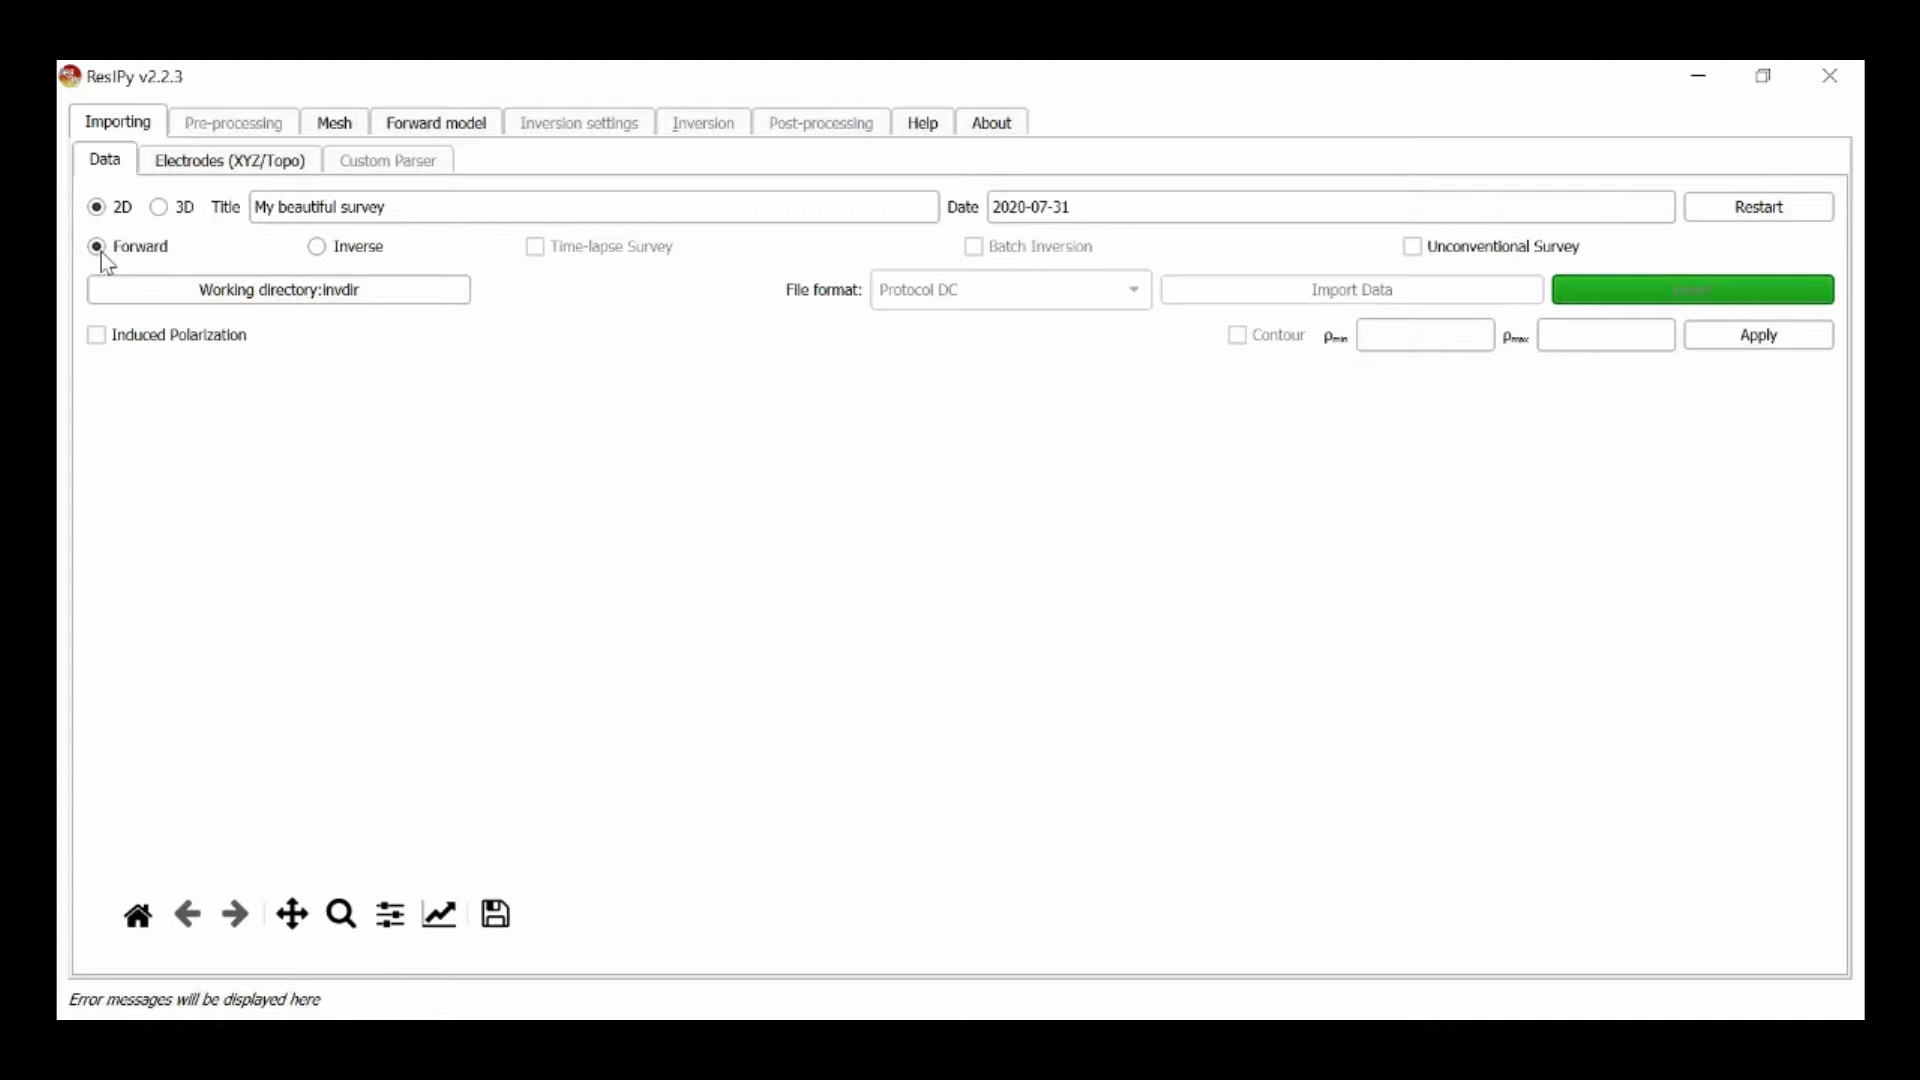 ResIPy v2.2.3
Importing Pre-processing Mesh Forward model Inversion settings Inversion Post-processing Help About
Data Electrodes (XYZ/Topo) Custom Parser
2D 3D Title My beautiful survey Date 2020-07-31 Restart
Forward Inverse Time-lapse Survey Batch Inversion Unconventional Survey
Working directory:invdir File format: Protocol DC Import Data
Induced Polarization Contour ρmin ρmax Apply
Error messages will be displayed here